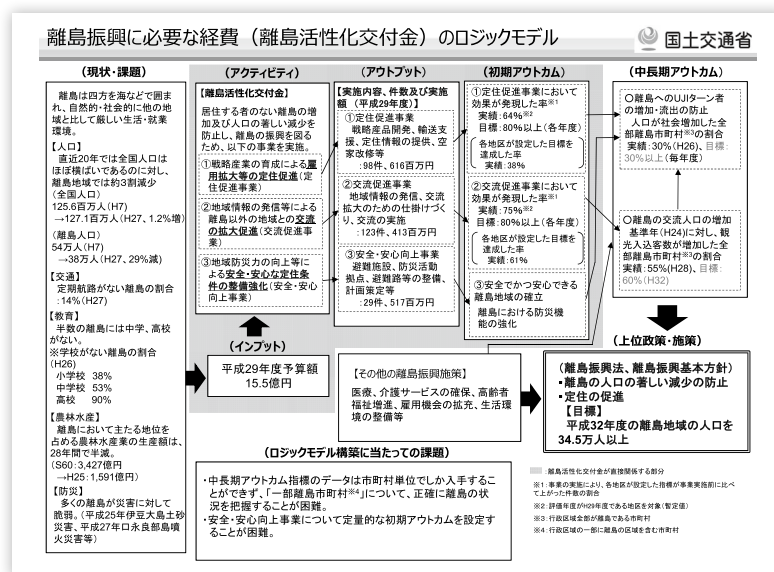 離島振興に必要な経費（離島活性化交付金）のロジックモデル
国土交通省
（現状・課題）
離島は四方を海などで囲ま
れ、自然的・社会的に他の地
域と比して厳しい生活・就業
環境。
【人口】
直近20年では全国人口は
ほぼ横ばいであるのに対し、
離島地域では約3割減少
（全国人口）
125.6百万人（H7）
→127.1百万人（H27、1.2%増）
（離島人口）
54万人（H7）
→38万人（H27、29%減）
【交通】
定期航路がない離島の割合
：14%（H27）
【教育】
半数の離島には中学、高校
がない。
※学校がない離島の割合
（H26）
小学校 38%
中学校 53%
高校 90%
【農林水産】
離島において主たる地位を
占める農林水産業の生産額は、
28年間で半減。
（S60：3,427億円
→H25：1,591億円）
【防災】
多くの離島が災害に対して
脆弱。（平成25年伊豆大島土砂
災害、平成27年口永良部島噴
火災害等）
（アクティビティ）
【離島活性化交付金】
居住する者のない離島の増
加及び人口の著しい減少を
防止し、離島の振興を図る
ため、以下の事業を実施。
①戦略産業の育成による雇
用拡大等の定住促進（定
住促進事業）
②地域情報の発信等による
離島以外の地域との交流
の拡大促進（交流促進事
業）
③地域防災力の向上等によ
る安全・安心な定住条
件の整備強化（安全・安心
向上事業）
（インプット）
平成29年度予算額
15.5億円
（アウトプット）
【実施内容、件数及び実施
額（平成29年度）】
①定住促進事業
戦略産品開発、輸送支
援、定住情報の提供、空
家改修等
：98件、616百万円
②交流促進事業
地域情報の発信、交流
拡大のための仕掛けづく
り、交流の実施
：123件、413百万円
③安全・安心向上事業
避難施設、防災活動
拠点、避難路等の整備、
計画策定等
：29件、517百万円
（初期アウトカム）
①定住促進事業において
効果が発現した率※1
実績：64%※2
目標：80%以上（各年度）
各地区が設定した目標を
達成した率
実績：38%
②交流促進事業において
効果が発現した率※1
実績：75%※2
目標：80%以上（各年度）
各地区が設定した目標を
達成した率
実績：61%
③安全でかつ安心できる
離島地域の確立
離島における防災機
能の強化
（中長期アウトカム）
○離島へのUJIターン者
の増加・流出の防止
人口が社会増加した全
部離島市町村※3の割合
実績：30%（H26）、目標：
30%以上（毎年度）
○離島の交流人口の増加
基準年（H24）に対し、観
光入込客数が増加した全
部離島市町村※3の割合
実績：55%（H28）、目標：
60%（H32）
【その他の離島振興施策】
医療、介護サービスの確保、高齢者
福祉増進、雇用機会の拡充、生活環
境の整備等
（上位政策・施策）
（離島振興法、離島振興基本方針）
・離島の人口の著しい減少の防止
・定住の促進
【目標】
平成32年度の離島地域の人口を
34.5万人以上
（ロジックモデル構築に当たっての課題）
・中長期アウトカム指標のデータは市町村単位でしか入手するこ
とができず、「一部離島市町村※4」について、正確に離島の状
況を把握することが困難。
・安全・安心向上事業について定量的な初期アウトカムを設定す
ることが困難。
：離島活性化交付金が直接関係する部分
※1：事業の実施により、各地区が設定した指標が事業実施前に比べ
て上がった件数の割合
※2：評価年度がH29年度である地区を対象（暫定値）
※3：行政区域全部が離島である市町村
※4：行政区域の一部に離島の区域を含む市町村